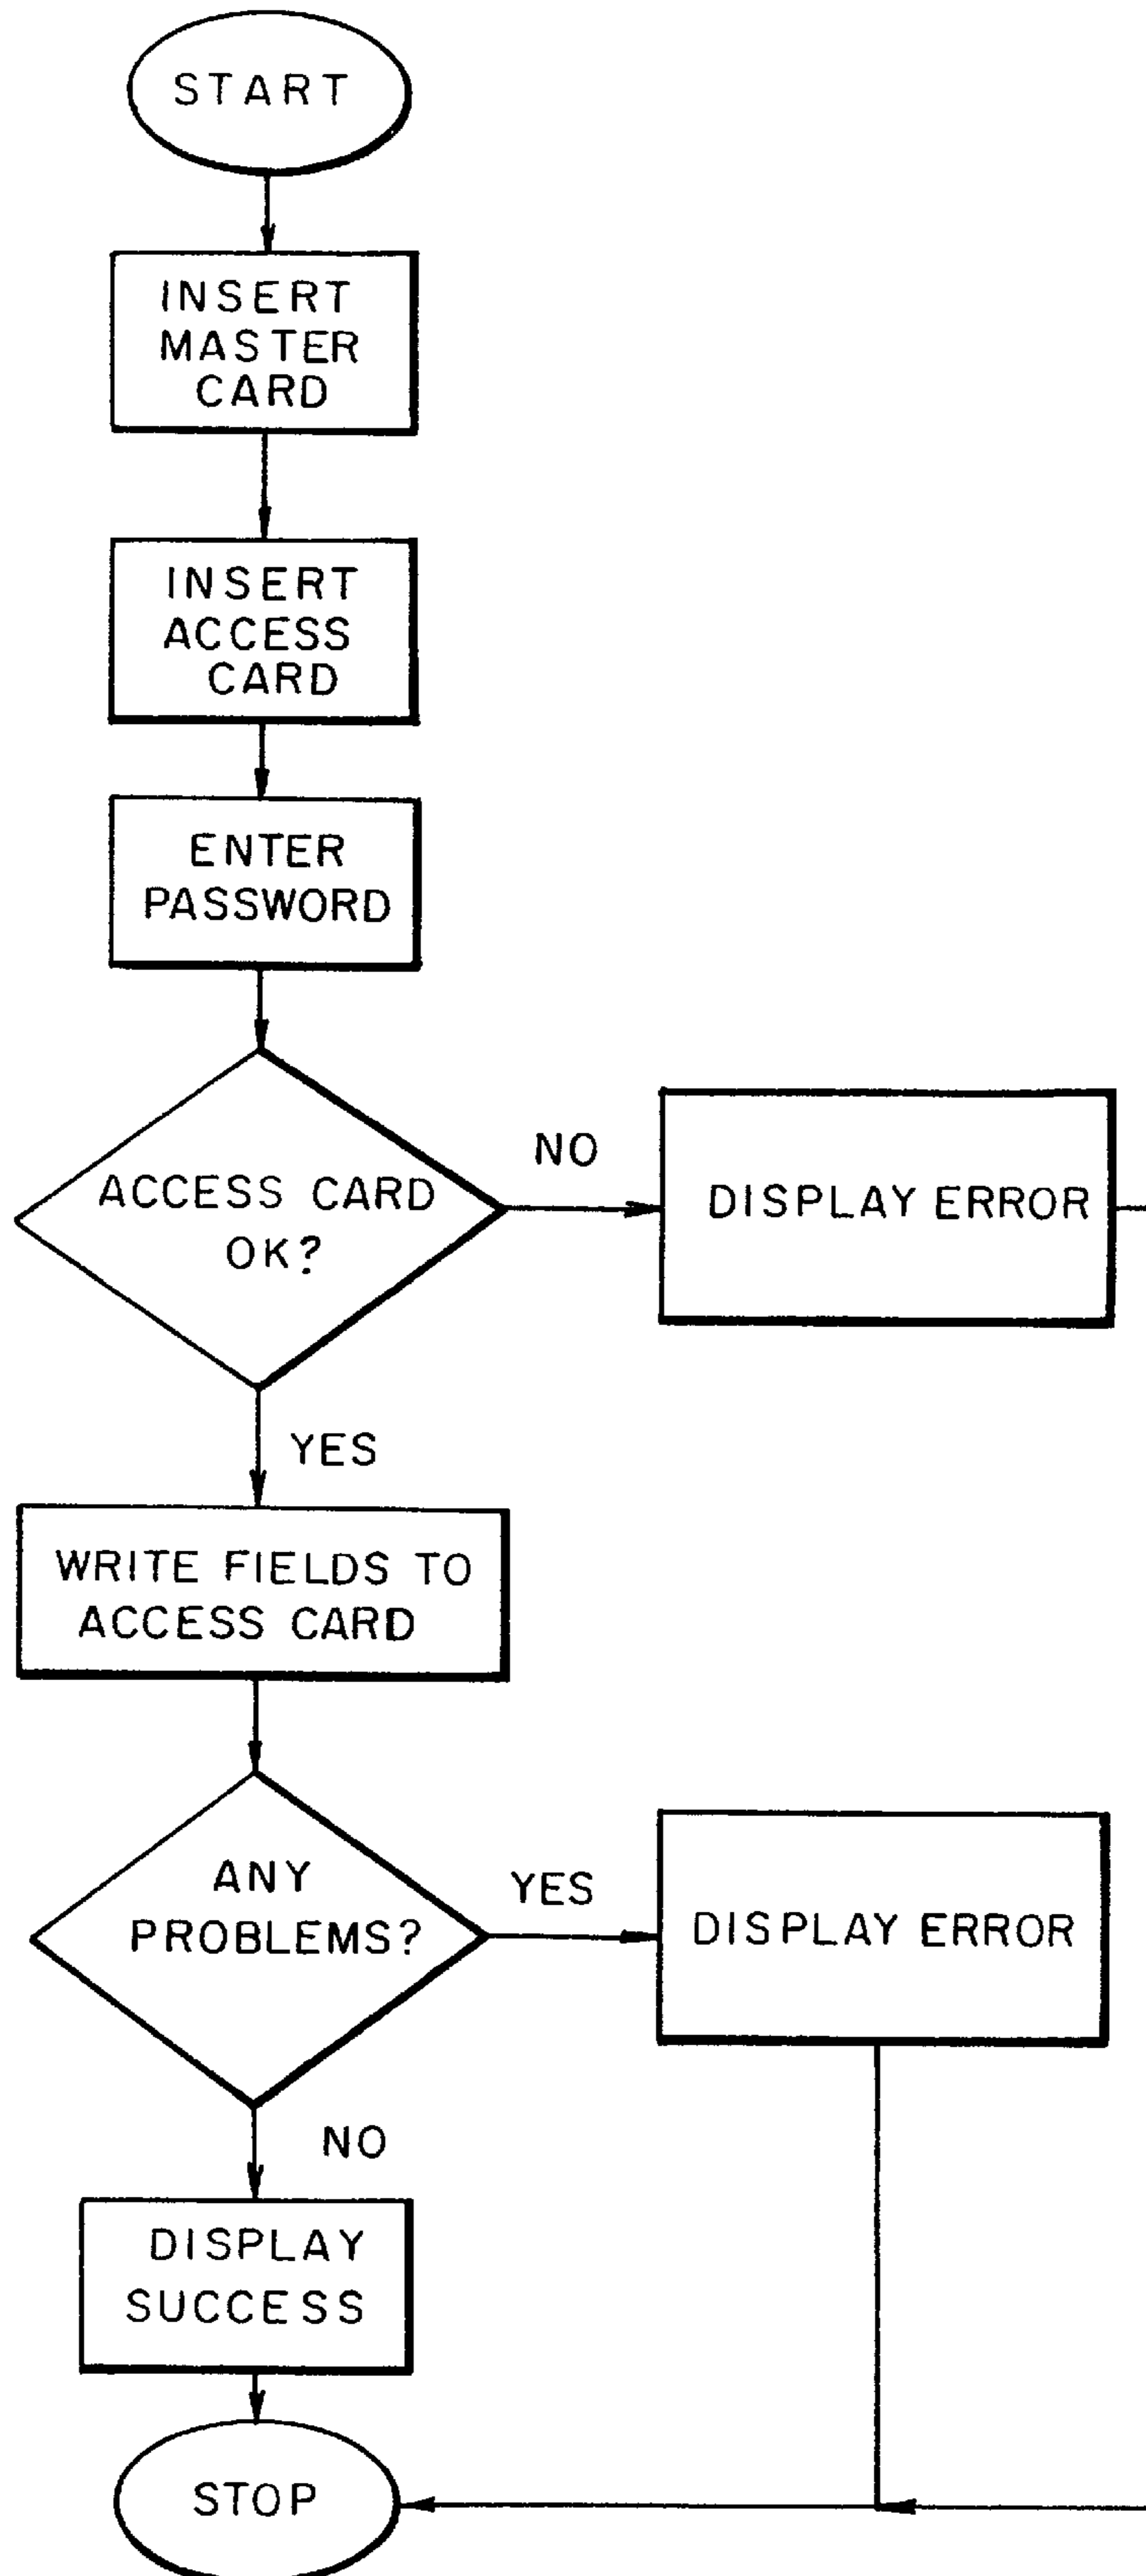 START
INSERT
MASTER
CARD
INSERT
ACCESS
CARD
ENTER
PASSWORD
ACCESS CARD
OK?
NO
DISPLAY ERROR
YES
WRITE FIELDS TO
ACCESS CARD
ANY
PROBLEMS?
YES
DISPLAY ERROR
NO
DISPLAY
SUCCESS
STOP